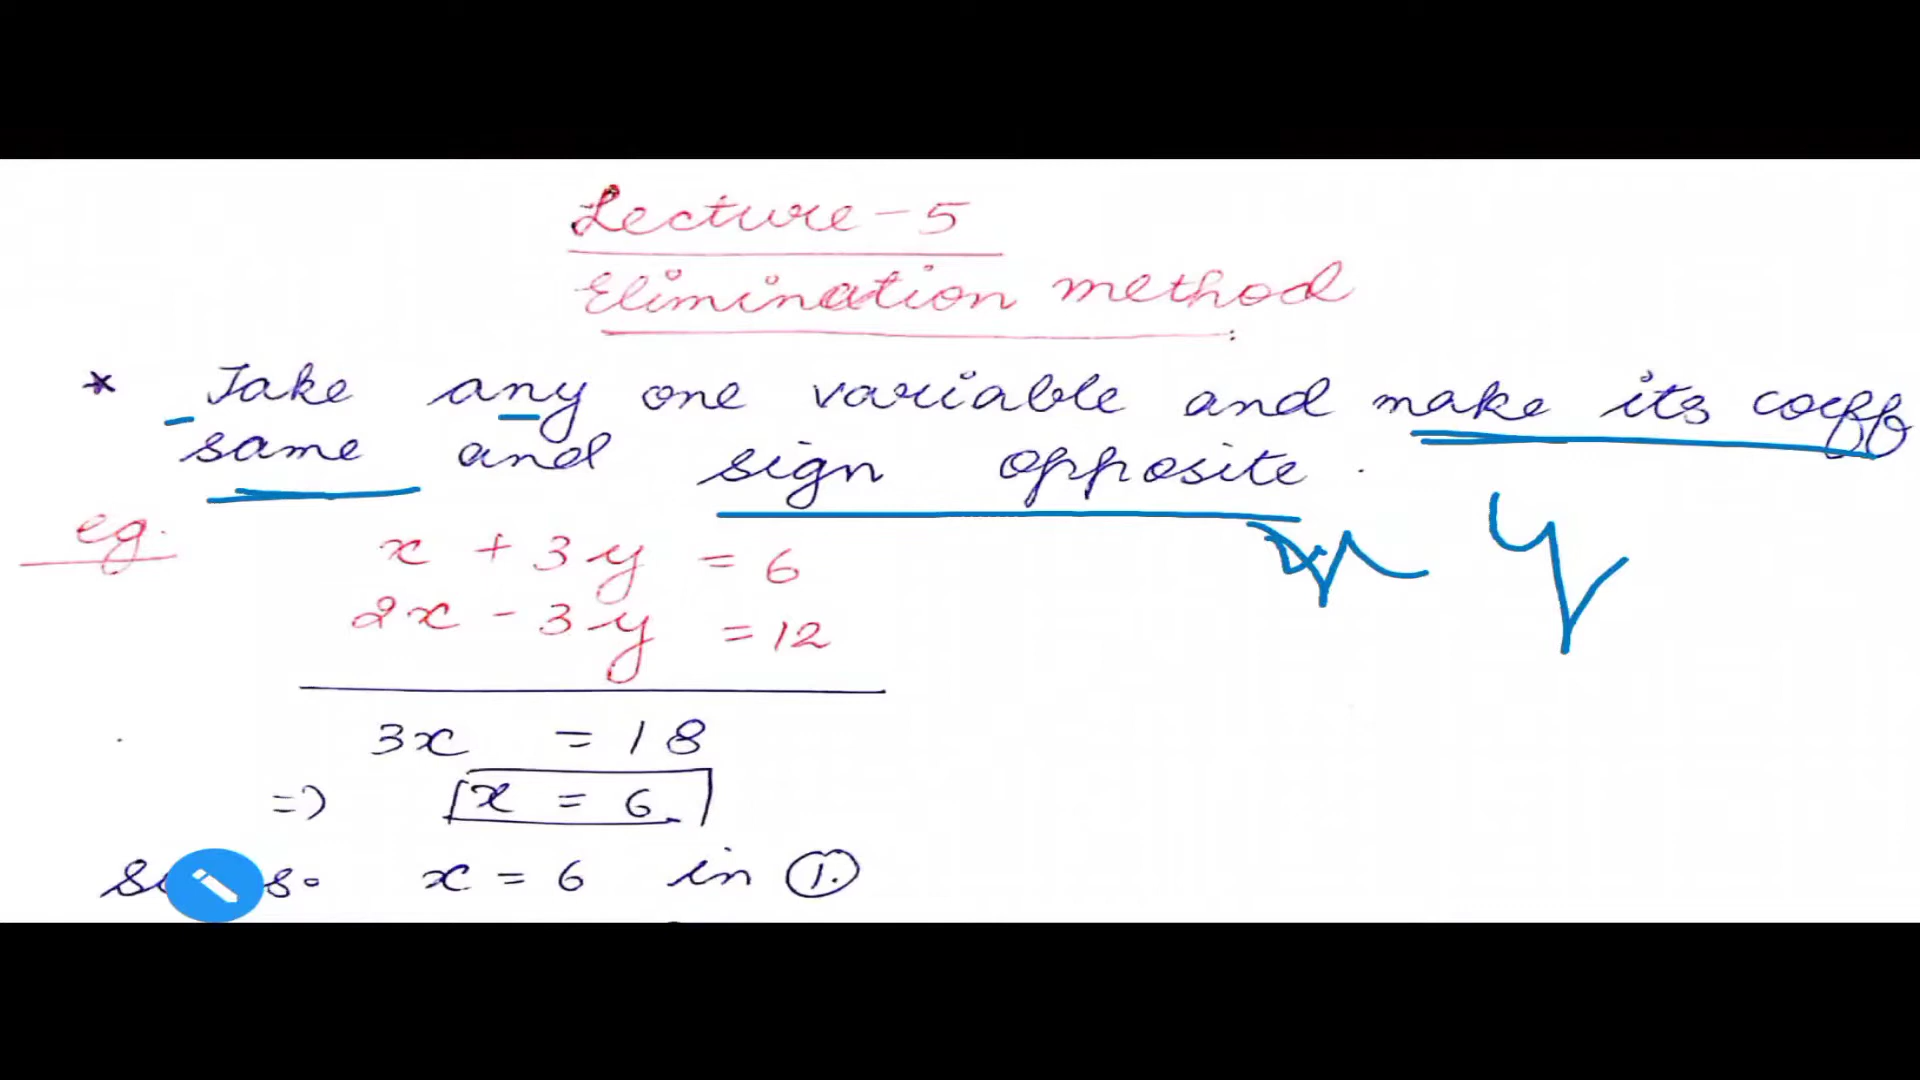 Lecture-5
Elimination method
* Take any one variable and make its coeff
same and sign opposite.
eg.
x + 3y = 6
2x - 3y = 12
3x = 18
=> x = 6
x = 6 in 1.
x y